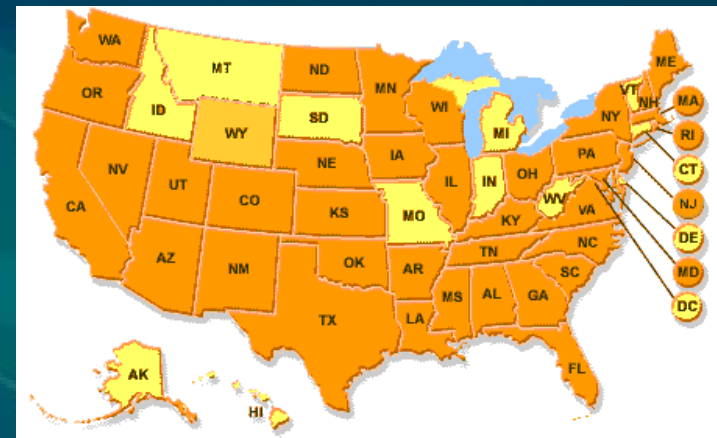 WA
MT
ND
MN
ME
VT
NH
MA
OR
ID
SD
WI
NY
RI
WY
MI
CT
NV
NE
IA
PA
NJ
UT
CO
IL
IN
OH
CA
KS
MO
WV
VA
DE
KY
MD
AZ
NM
OK
AR
TN
NC
SC
DC
TX
LA
MS
AL
GA
FL
AK
HI